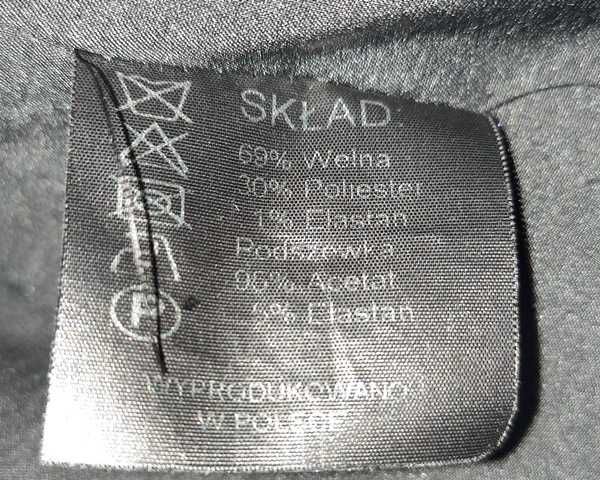 SKŁAD:
69% Wełna
30% Poliester
1% Elastan
Podszewka
95% Acetat
5% Elastan
WYPRODUKOWANO
W POLSCE
P